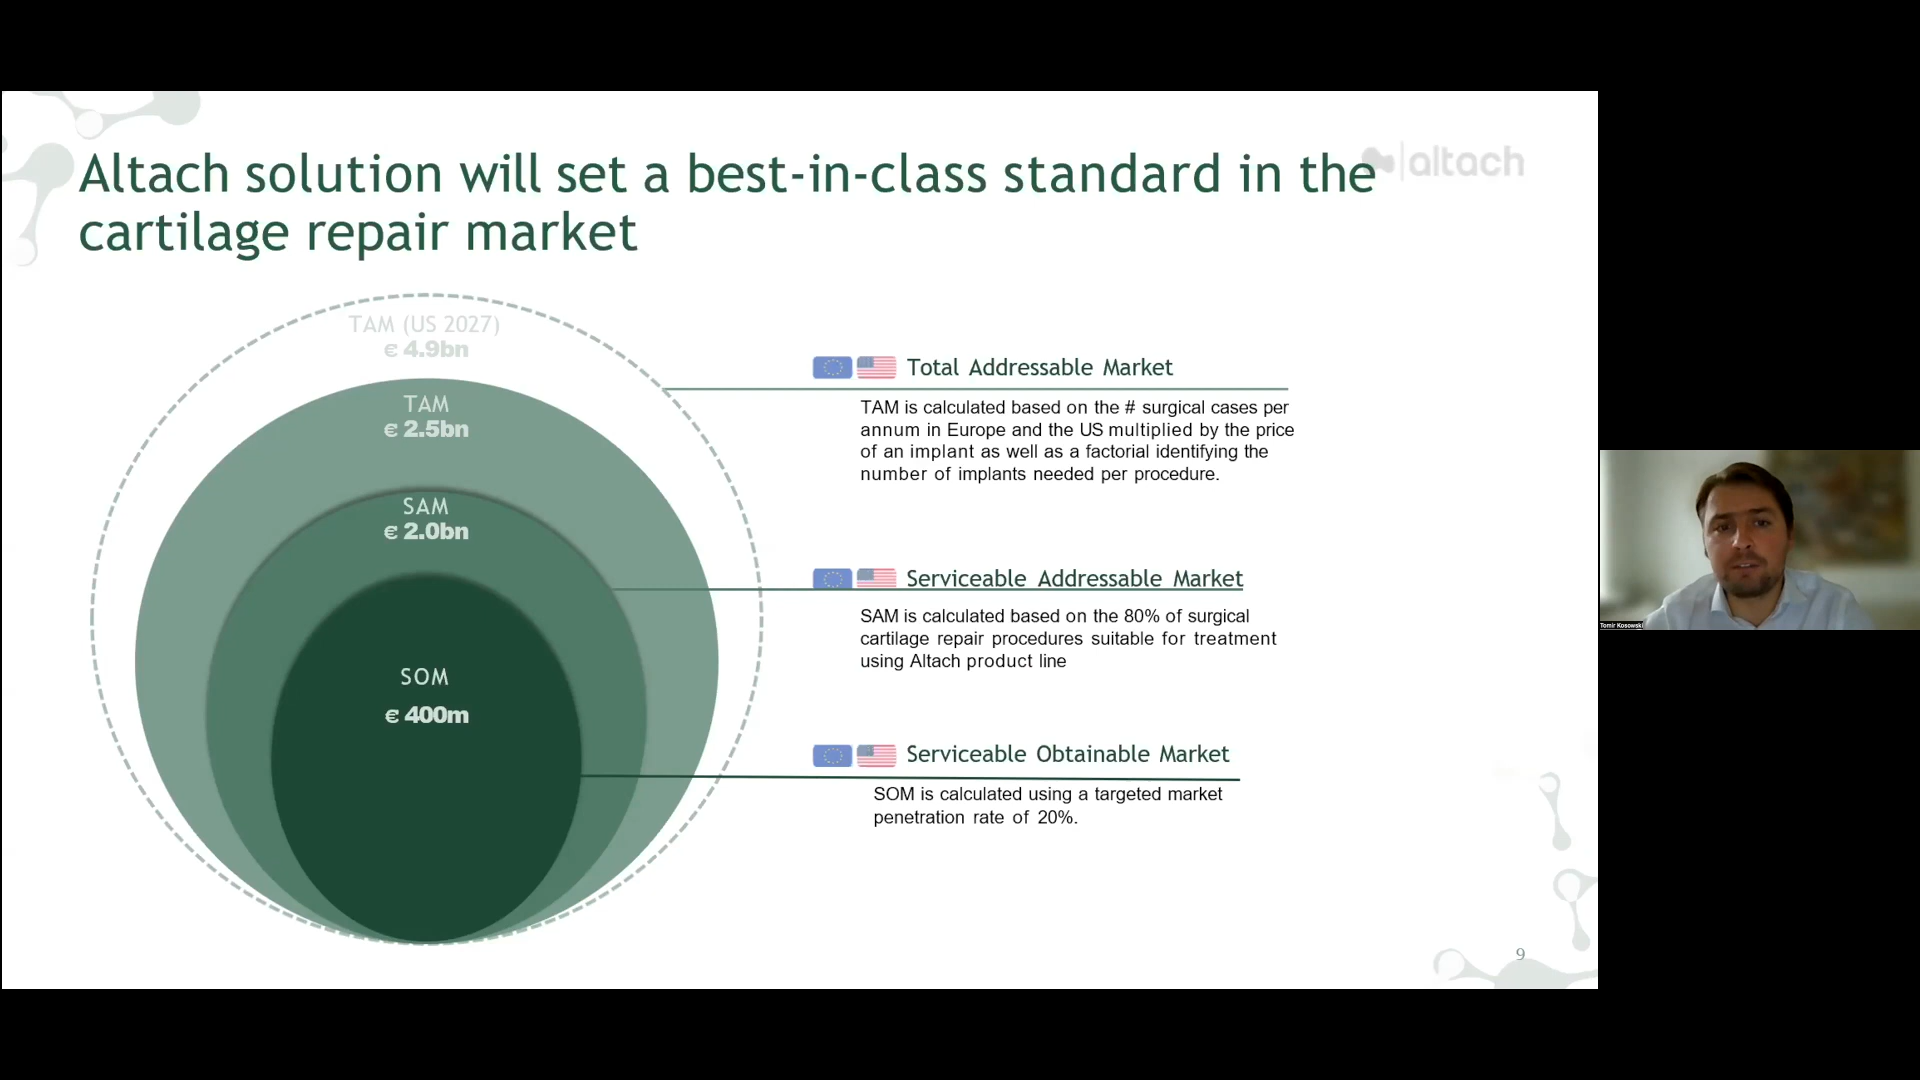 Altach solution will set a best-in-class standard in the
cartilage repair market
altach
TAM (US 2027)
€ 4.9bn
TAM
€ 2.5bn
SAM
€ 2.0bn
SOM
€ 400m
Total Addressable Market
TAM is calculated based on the # surgical cases per
annum in Europe and the US multiplied by the price
of an implant as well as a factorial identifying the
number of implants needed per procedure.
Serviceable Addressable Market
SAM is calculated based on the 80% of surgical
cartilage repair procedures suitable for treatment
using Altach product line
Serviceable Obtainable Market
SOM is calculated using a targeted market
penetration rate of 20%.
9
Tomir Kosowski